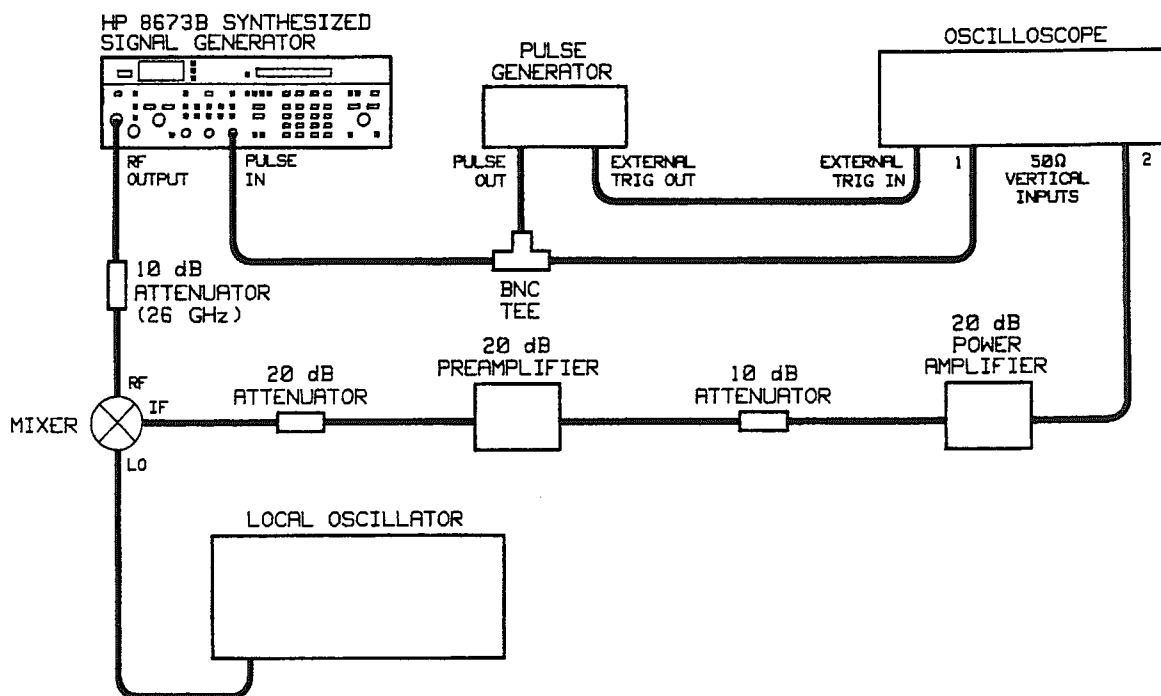 HP 8673B SYNTHESIZED
SIGNAL GENERATOR
PULSE
GENERATOR
OSCILLOSCOPE
RF
OUTPUT
PULSE
IN
PULSE
OUT
EXTERNAL
TRIG OUT
EXTERNAL
TRIG IN
1
50Ω
VERTICAL
INPUTS
2
10 dB
ATTENUATOR
(26 GHz)
BNC
TEE
20 dB
ATTENUATOR
20 dB
PREAMPLIFIER
10 dB
ATTENUATOR
20 dB
POWER
AMPLIFIER
MIXER
RF
IF
LO
LOCAL OSCILLATOR